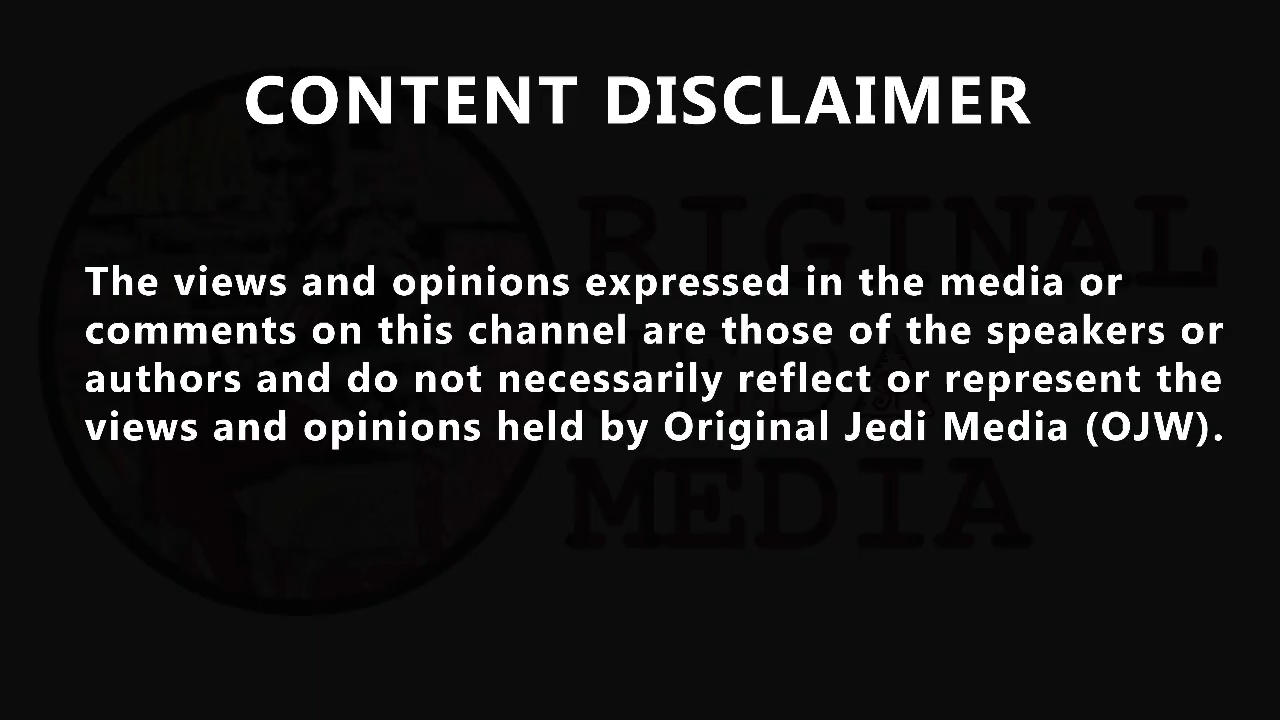 CONTENT DISCLAIMER
The views and opinions expressed in the media or
comments on this channel are those of the speakers or
authors and do not necessarily reflect or represent the
views and opinions held by Original Jedi Media (OJW).
RIGINAL
MEDIA